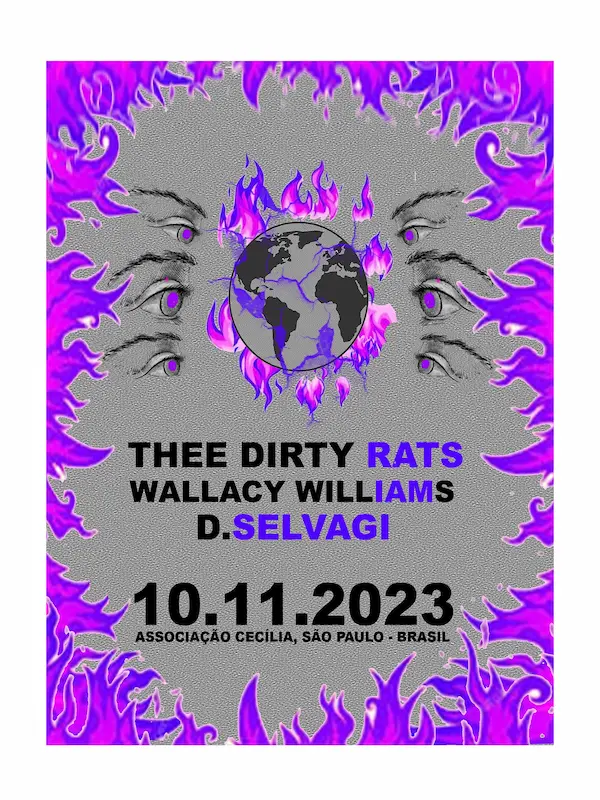 THEE DIRTY RATS
WALLACY WILLIAMS
D.SELVAGI
10.11.2023
ASSOCIAÇÃO CECÍLIA, SÃO PAULO - BRASIL